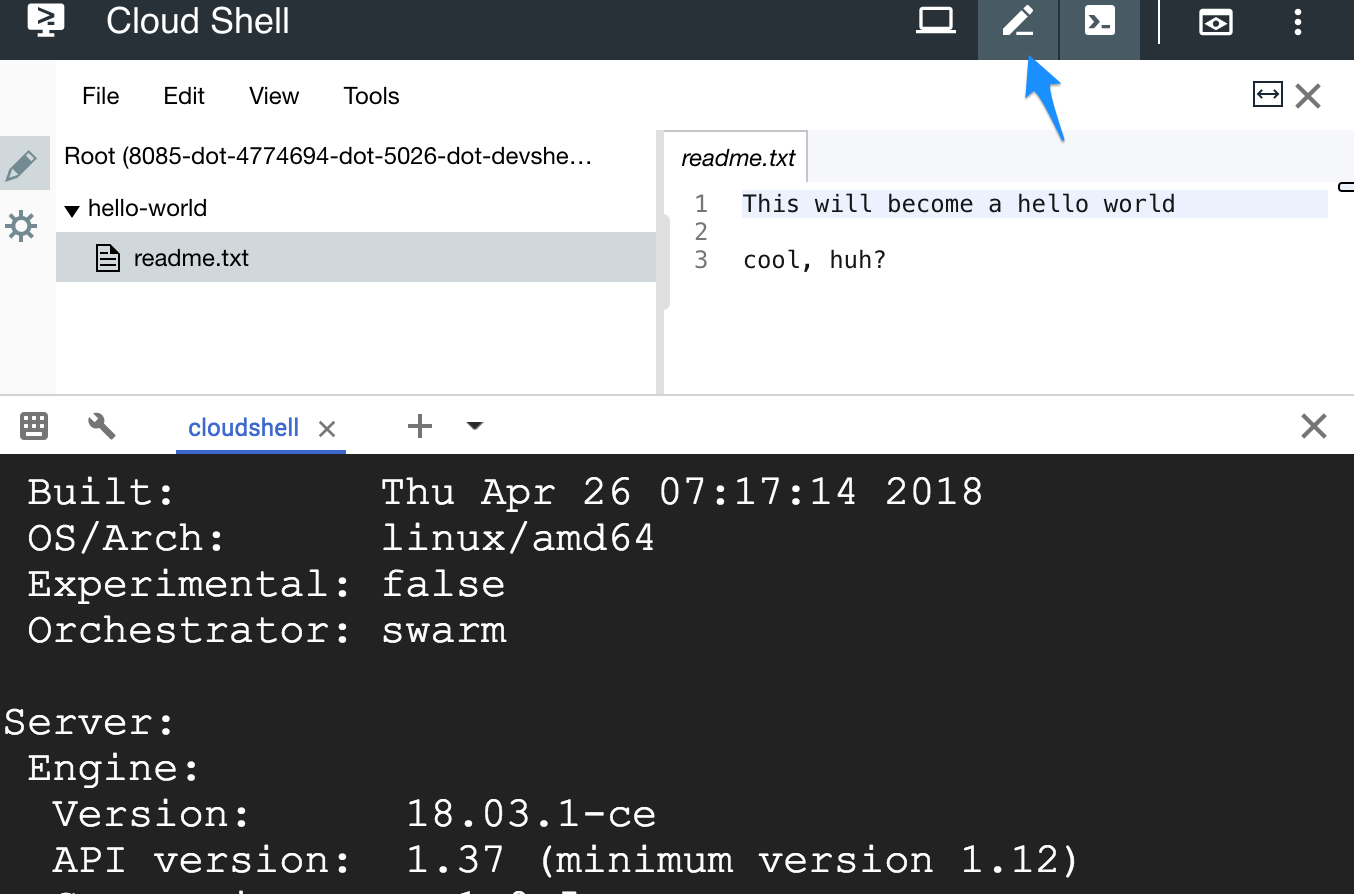 Cloud Shell
File Edit View Tools
Root (8085-dot-4774694-dot-5026-dot-devshe...
hello-world
readme.txt
readme.txt
1 This will become a hello world
2
3 cool, huh?
cloudshell
Built: Thu Apr 26 07:17:14 2018
OS/Arch: linux/amd64
Experimental: false
Orchestrator: swarm
Server:
Engine:
Version: 18.03.1-ce
API version: 1.37 (minimum version 1.12)